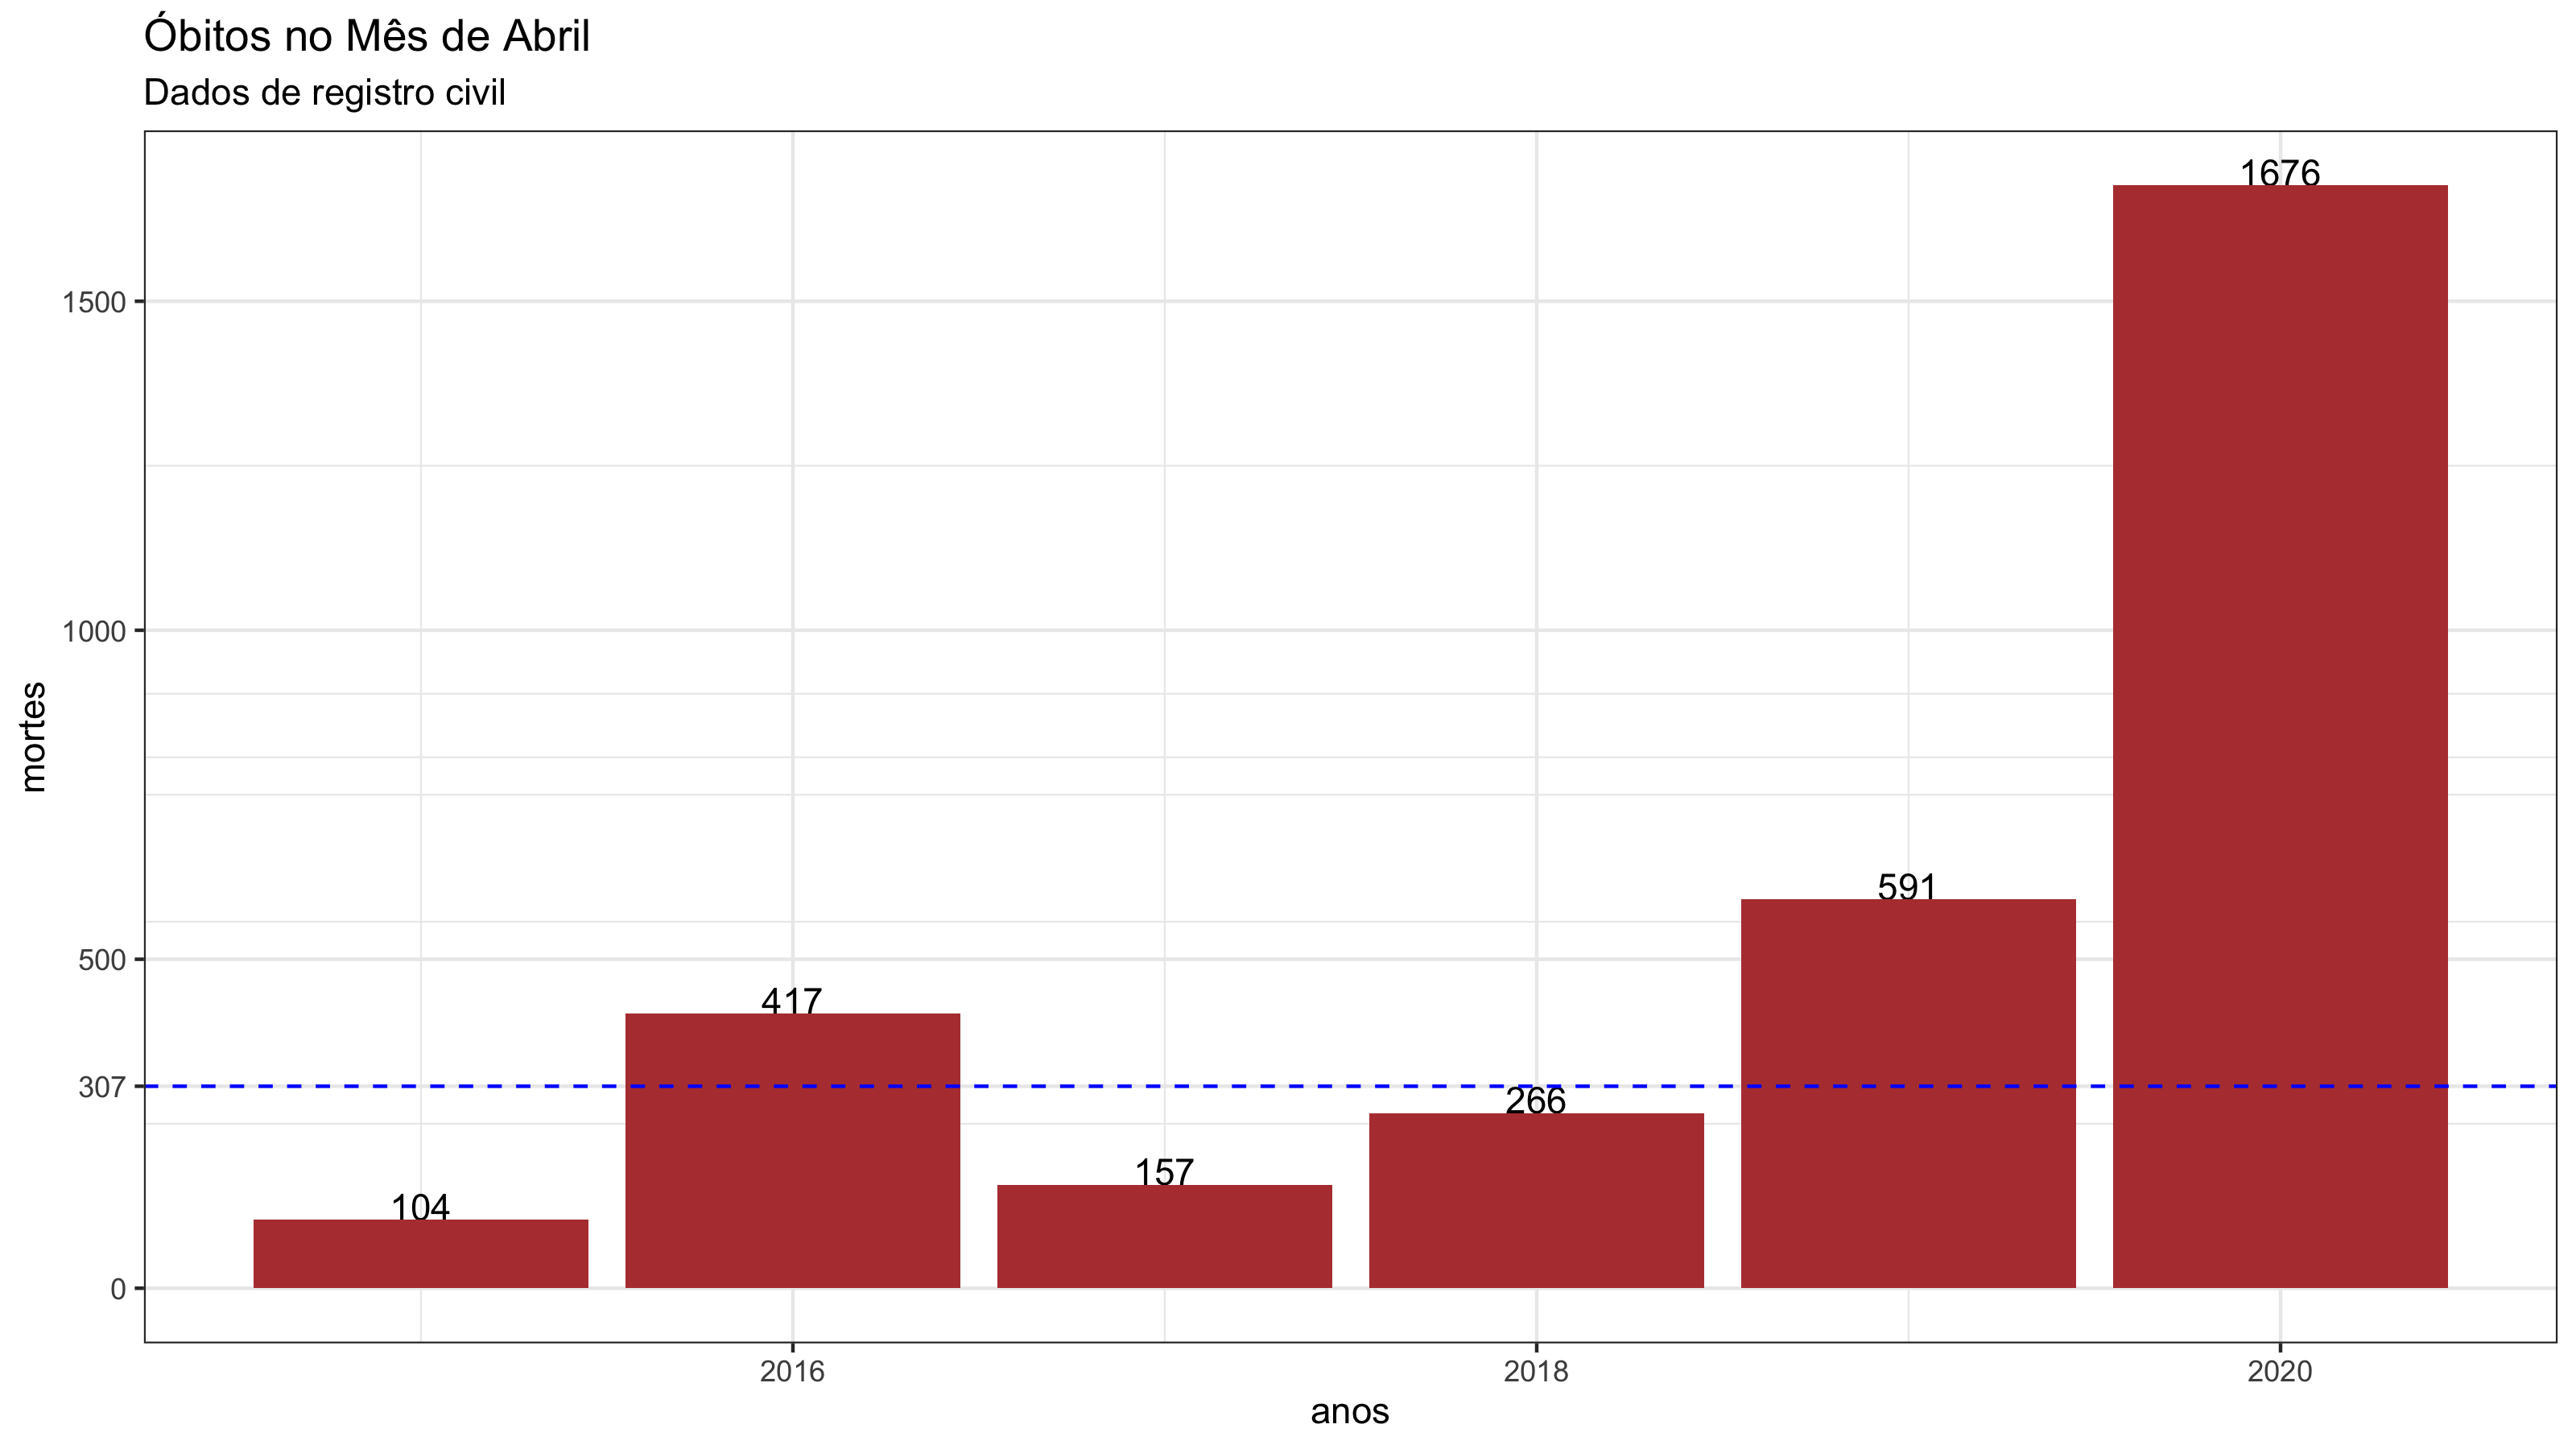 Óbitos no Mês de Abril
Dados de registro civil
1676
1500
1000
mortes
591
500
417
307
266
157
104
0
2016 2018 2020
anos